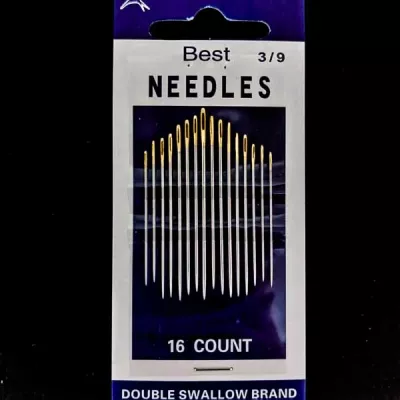 Best 3/9
NEEDLES
16 COUNT
DOUBLE SWALLOW BRAND